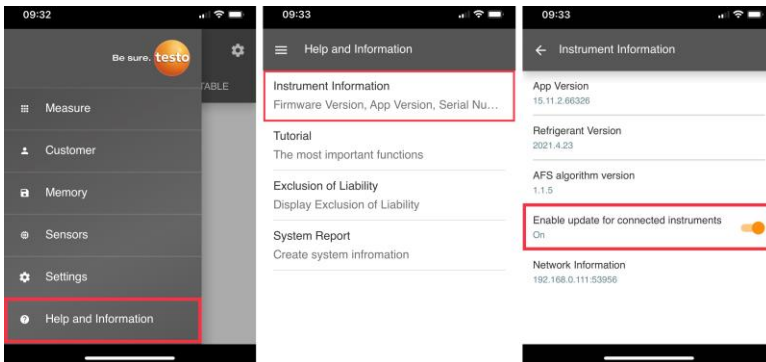 09:32
Be sure. testo
TABLE
Measure
Customer
Memory
Sensors
Settings
Help and Information
09:33
Help and Information
Instrument Information
Firmware Version, App Version, Serial Nu...
Tutorial
The most important functions
Exclusion of Liability
Display Exclusion of Liability
System Report
Create system infromation
09:33
Instrument Information
App Version
15.11.2.66326
Refrigerant Version
2021.4.23
AFS algorithm version
1.1.5
Enable update for connected instruments
On
Network Information
192.168.0.111:53956